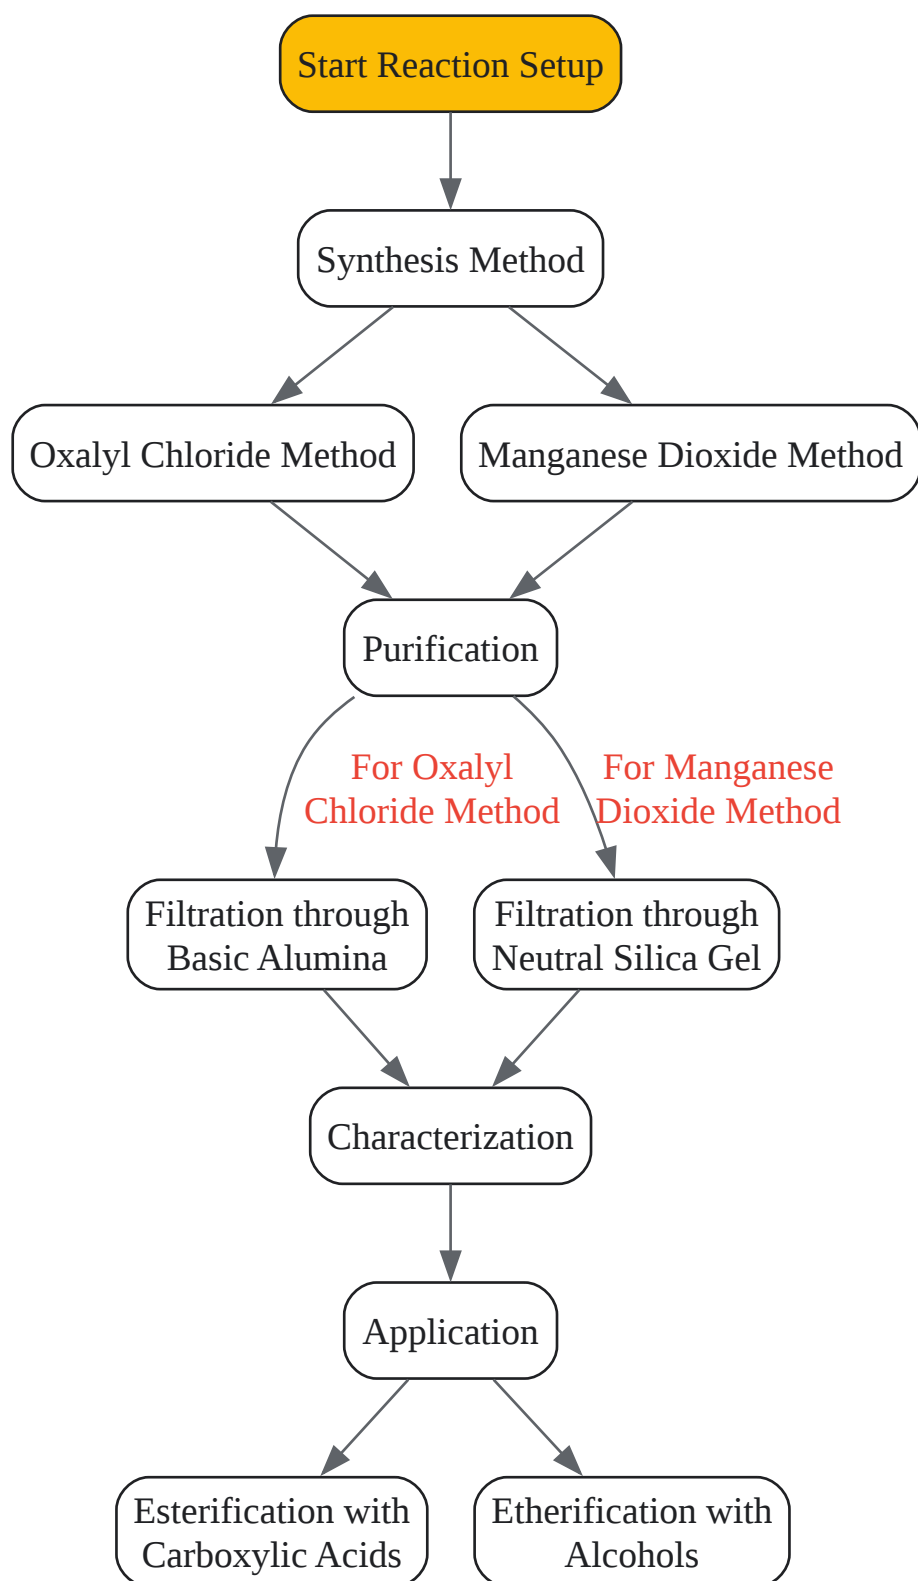 Start Reaction Setup
Synthesis Method
Oxalyl Chloride Method
Manganese Dioxide Method
Purification
For Oxalyl
Chloride Method
For Manganese
Dioxide Method
Filtration through
Basic Alumina
Filtration through
Neutral Silica Gel
Characterization
Application
Esterification with
Carboxylic Acids
Etherification with
Alcohols